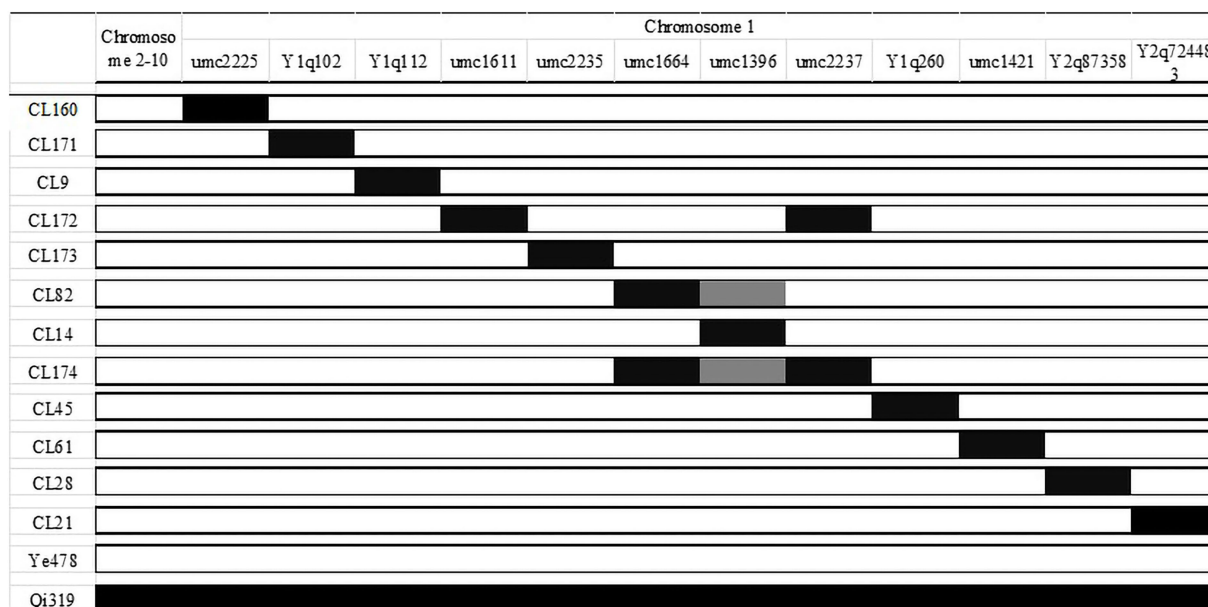 Chromosome 1
Chromoso
me 2-10
umc2225 Y1q102 Y1q112 umc1611 umc2235 umc1664 umc1396 umc2237 Y1q260 umc1421 Y2q87358 Y2q72448
3
CL160
CL171
CL9
CL172
CL173
CL82
CL14
CL174
CL45
CL61
CL28
CL21
Ye478
Qi319